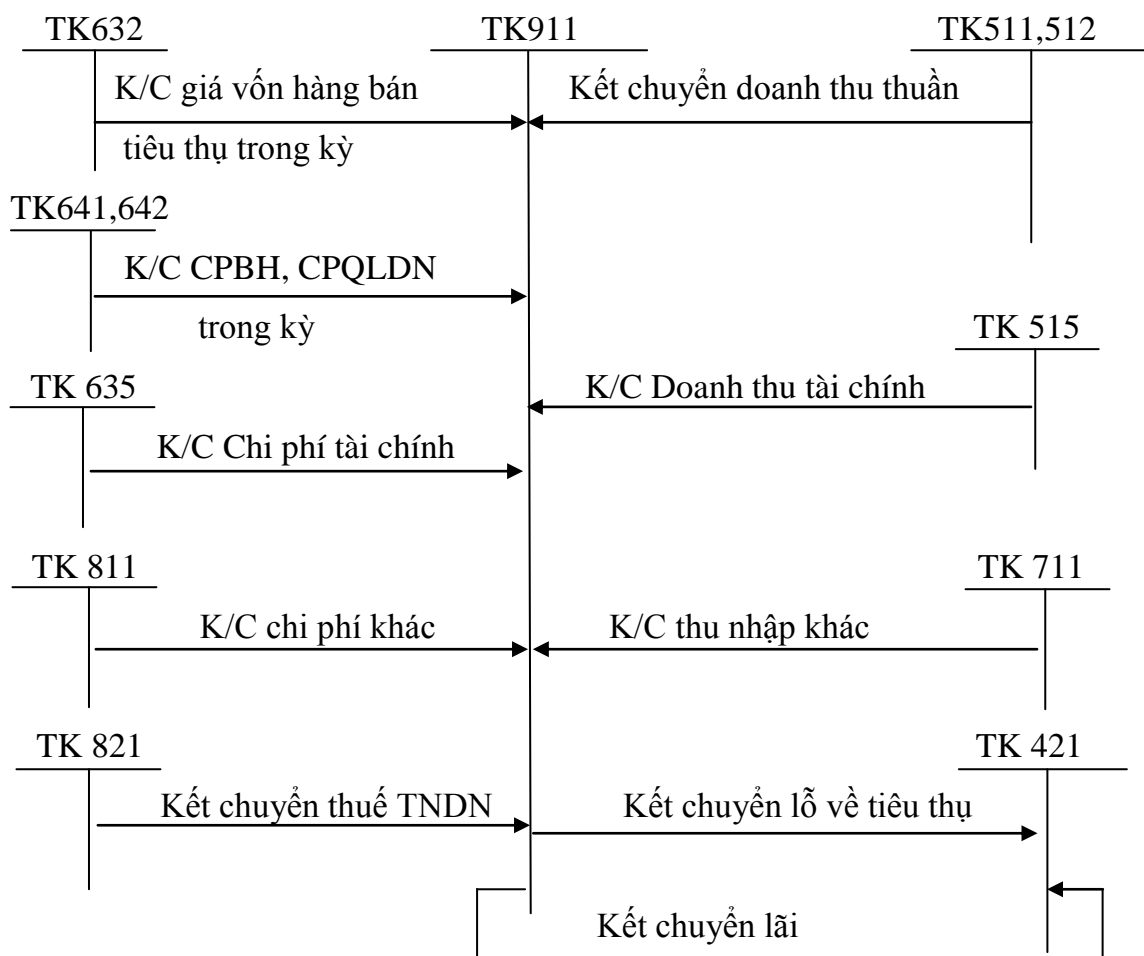 TK632
TK911
TK511,512
K/C giá vốn hàng bán
Kết chuyển doanh thu thuần
tiêu thụ trong kỳ
TK641,642
K/C CPBH, CPQLDN
trong kỳ
TK 515
TK 635
K/C Doanh thu tài chính
K/C Chi phí tài chính
TK 811
TK 711
K/C chi phí khác
K/C thu nhập khác
TK 821
TK 421
Kết chuyển thuế TNDN
Kết chuyển lỗ về tiêu thụ
Kết chuyển lãi